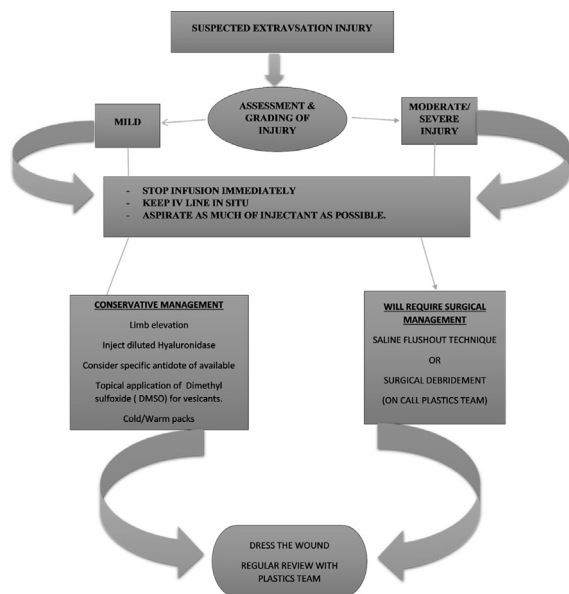 SUSPECTED EXTRAVSATION INJURY
ASSESSMENT &
GRADING OF
INJURY
MILD
MODERATE/
SEVERE
INJURY
- STOP INFUSION IMMEDIATELY
- KEEP IV LINE IN SITU
- ASPIRATE AS MUCH OF INJECTANT AS POSSIBLE.
CONSERVATIVE MANAGEMENT
Limb elevation
Inject diluted Hyaluronidase
Consider specific antidote of available
Topical application of Dimethyl
sulfoxide ( DMSO) for vesicants.
Cold/Warm packs
WILL REQUIRE SURGICAL
MANAGEMENT
SALINE FLUSHOUT TECHNIQUE
OR
SURGICAL DEBRIDEMENT
(ON CALL PLASTICS TEAM)
DRESS THE WOUND
REGULAR REVIEW WITH
PLASTICS TEAM